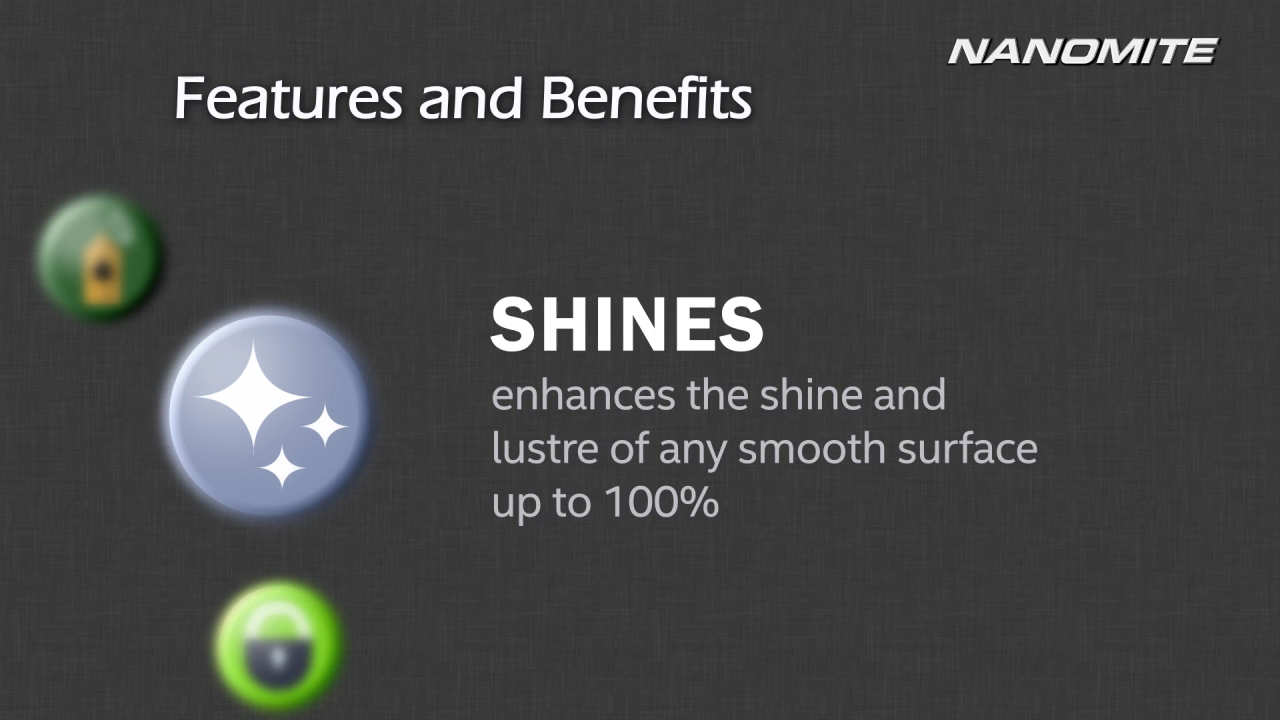 NANOMITE
Features and Benefits
SHINES
enhances the shine and
lustre of any smooth surface
up to 100%